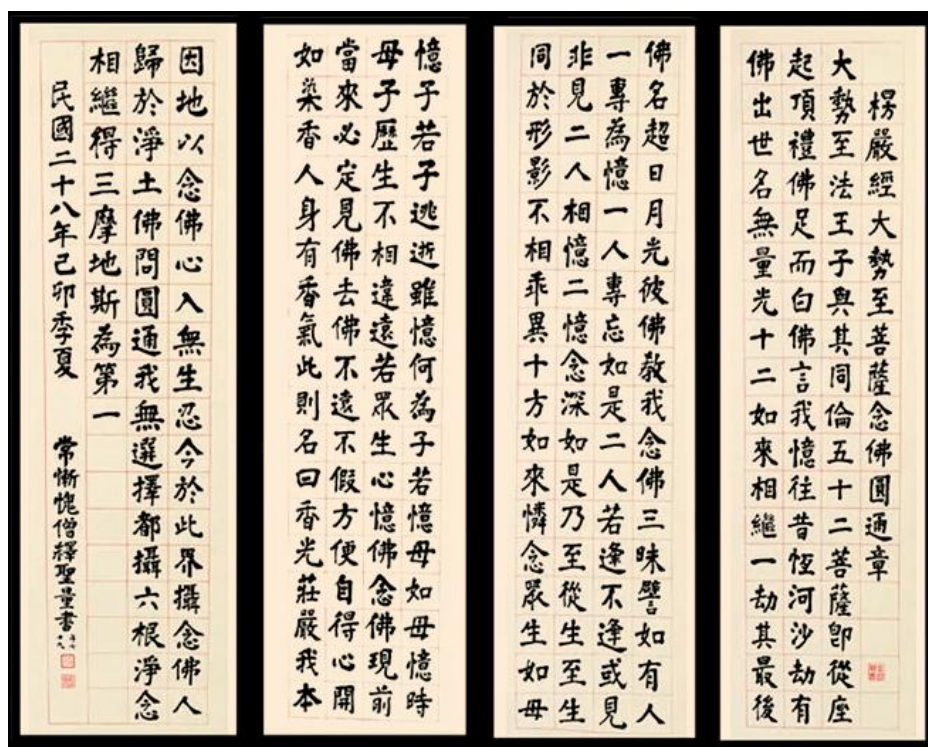 楞嚴經大勢至菩薩念佛圓通章
大勢至法王子與其同倫五十二菩薩即從座
起頂禮佛足而白佛言我憶往昔恆河沙劫有
佛出世名無量光十二如來相繼一劫其最後
佛名超日月光彼佛教我念佛三昧譬如有人
一專為憶一人專忘如是二人若逢不逢或見
非見二人相憶二憶念深如是乃至從生至生
同於形影不相乖異十方如來憐念眾生如母
憶子若子逃逝雖憶何為子若憶母如母憶時
母子歷生不相違遠若眾生心憶佛念佛現前
當來必定見佛去佛不遠不假方便自得心開
如染香人身有香氣此則名曰香光莊嚴我本
因地以念佛心入無生忍今於此界攝念佛人
歸於淨土佛問圓通我無選擇都攝六根淨念
相繼得三摩地斯為第一
民國二十八年己卯季夏 常慚愧僧釋聖量書